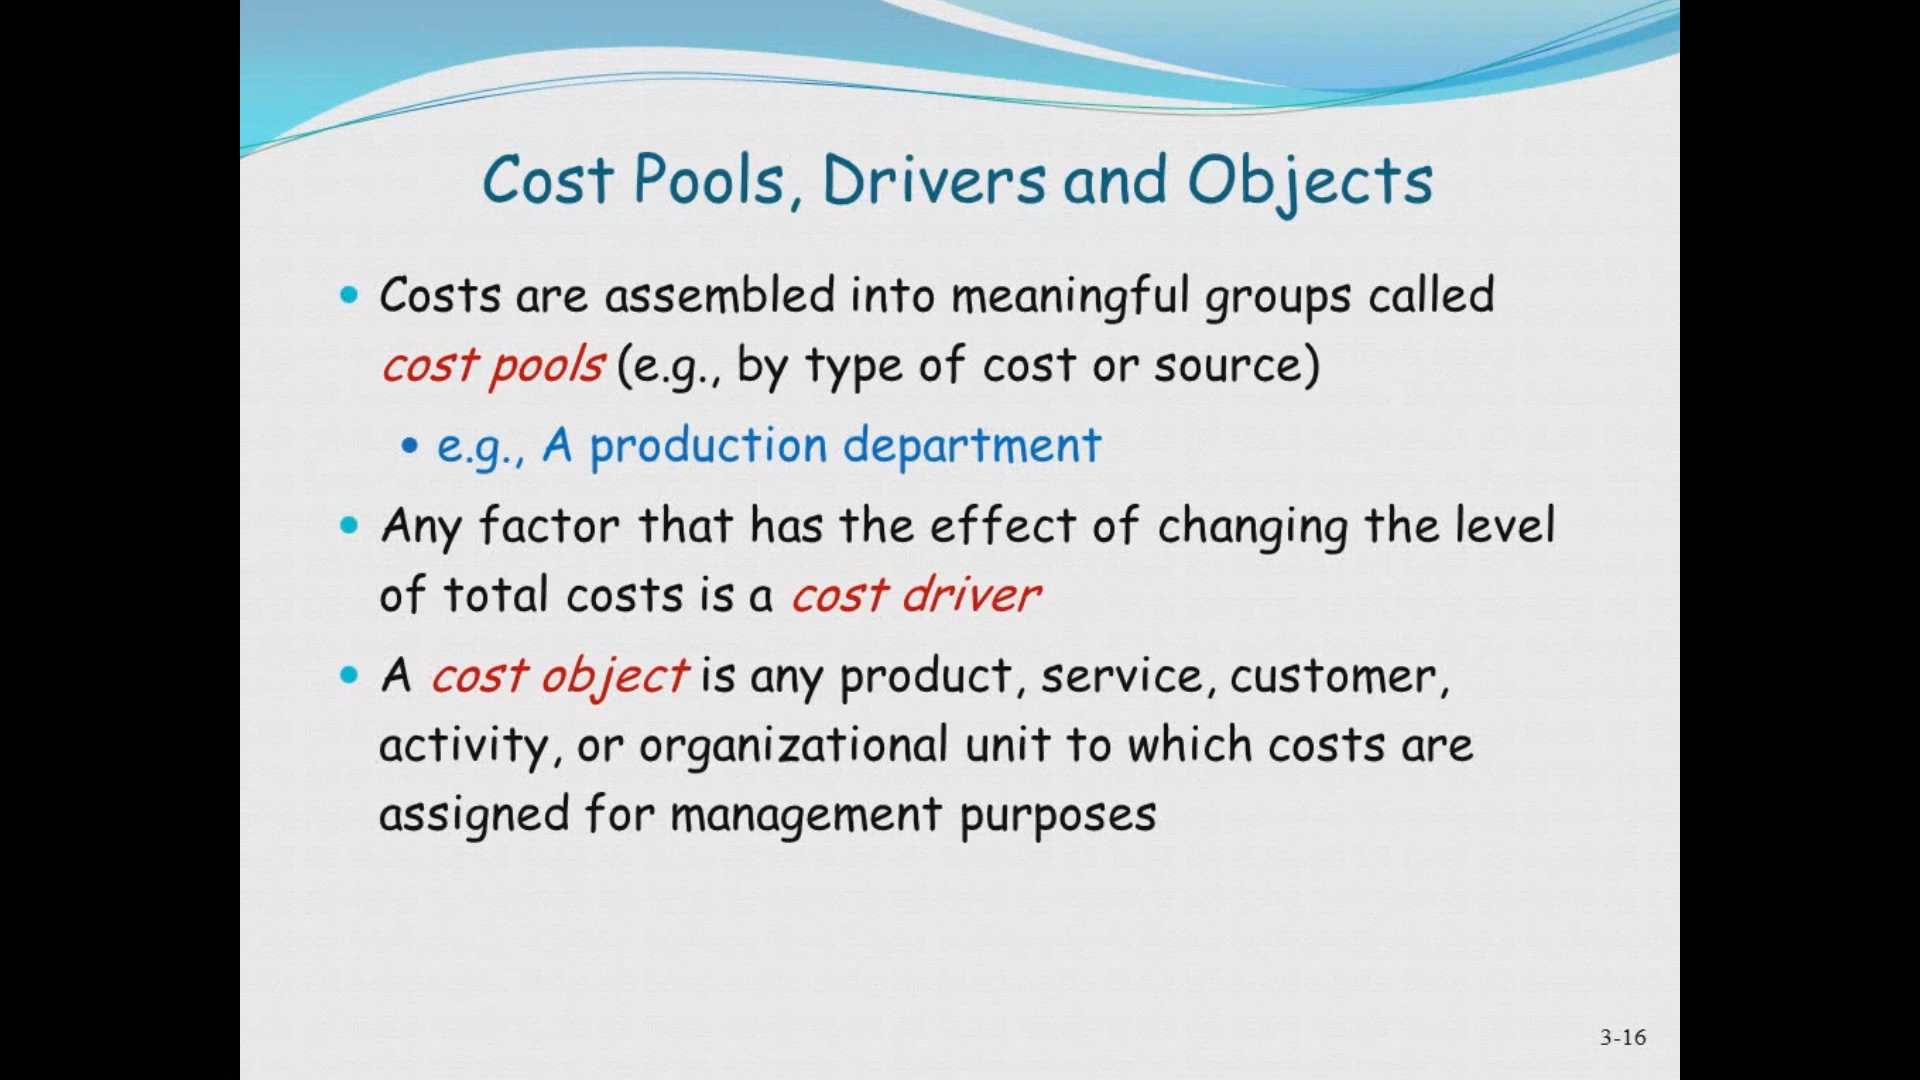 Cost Pools, Drivers and Objects
• Costs are assembled into meaningful groups called
cost pools (e.g., by type of cost or source)
• e.g., A production department
• Any factor that has the effect of changing the level
of total costs is a cost driver
• A cost object is any product, service, customer,
activity, or organizational unit to which costs are
assigned for management purposes
3-16